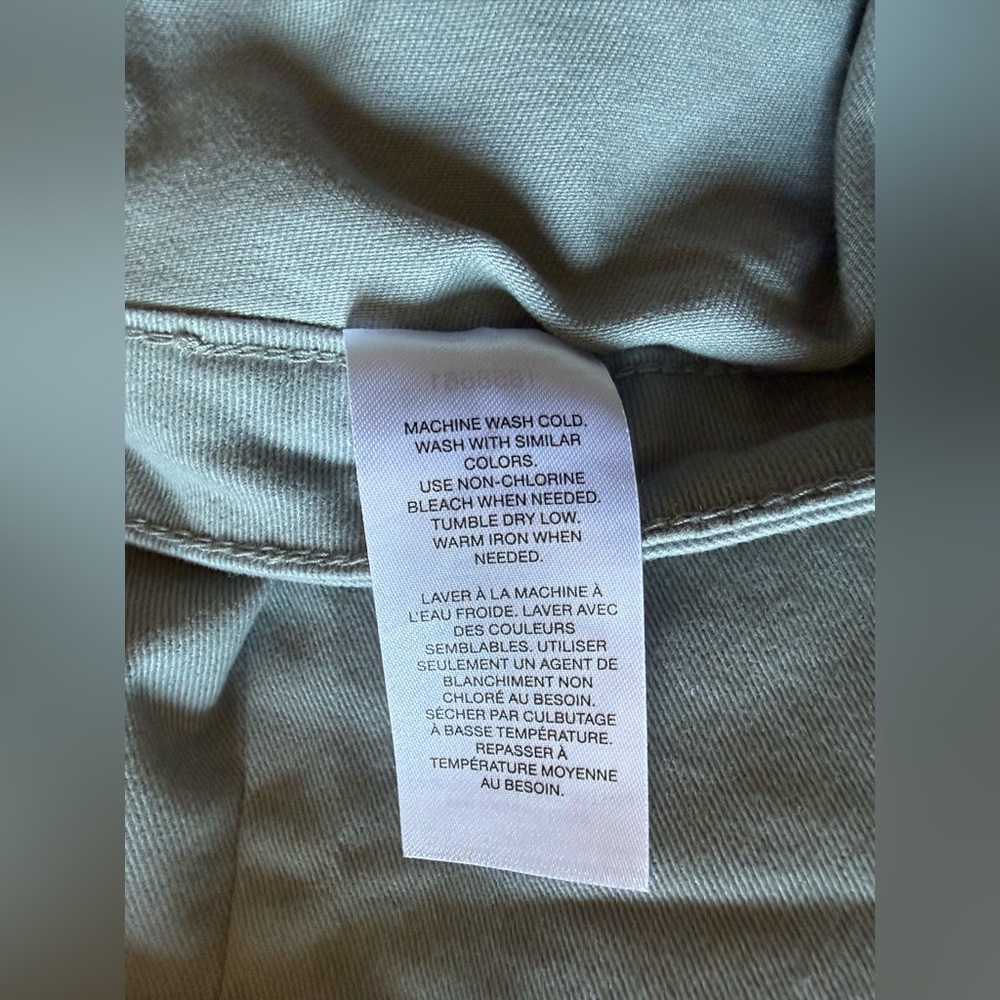 MACHINE WASH COLD.
WASH WITH SIMILAR
COLORS.
USE NON-CHLORINE
BLEACH WHEN NEEDED.
TUMBLE DRY LOW.
WARM IRON WHEN
NEEDED.
LAVER À LA MACHINE À
L'EAU FROIDE. LAVER AVEC
DES COULEURS
SEMBLABLES. UTILISER
SEULEMENT UN AGENT DE
BLANCHIMENT NON
CHLORÉ AU BESOIN.
SÉCHER PAR CULBUTAGE
À BASSE TEMPÉRATURE.
REPASSER À
TEMPÉRATURE MOYENNE
AU BESOIN.